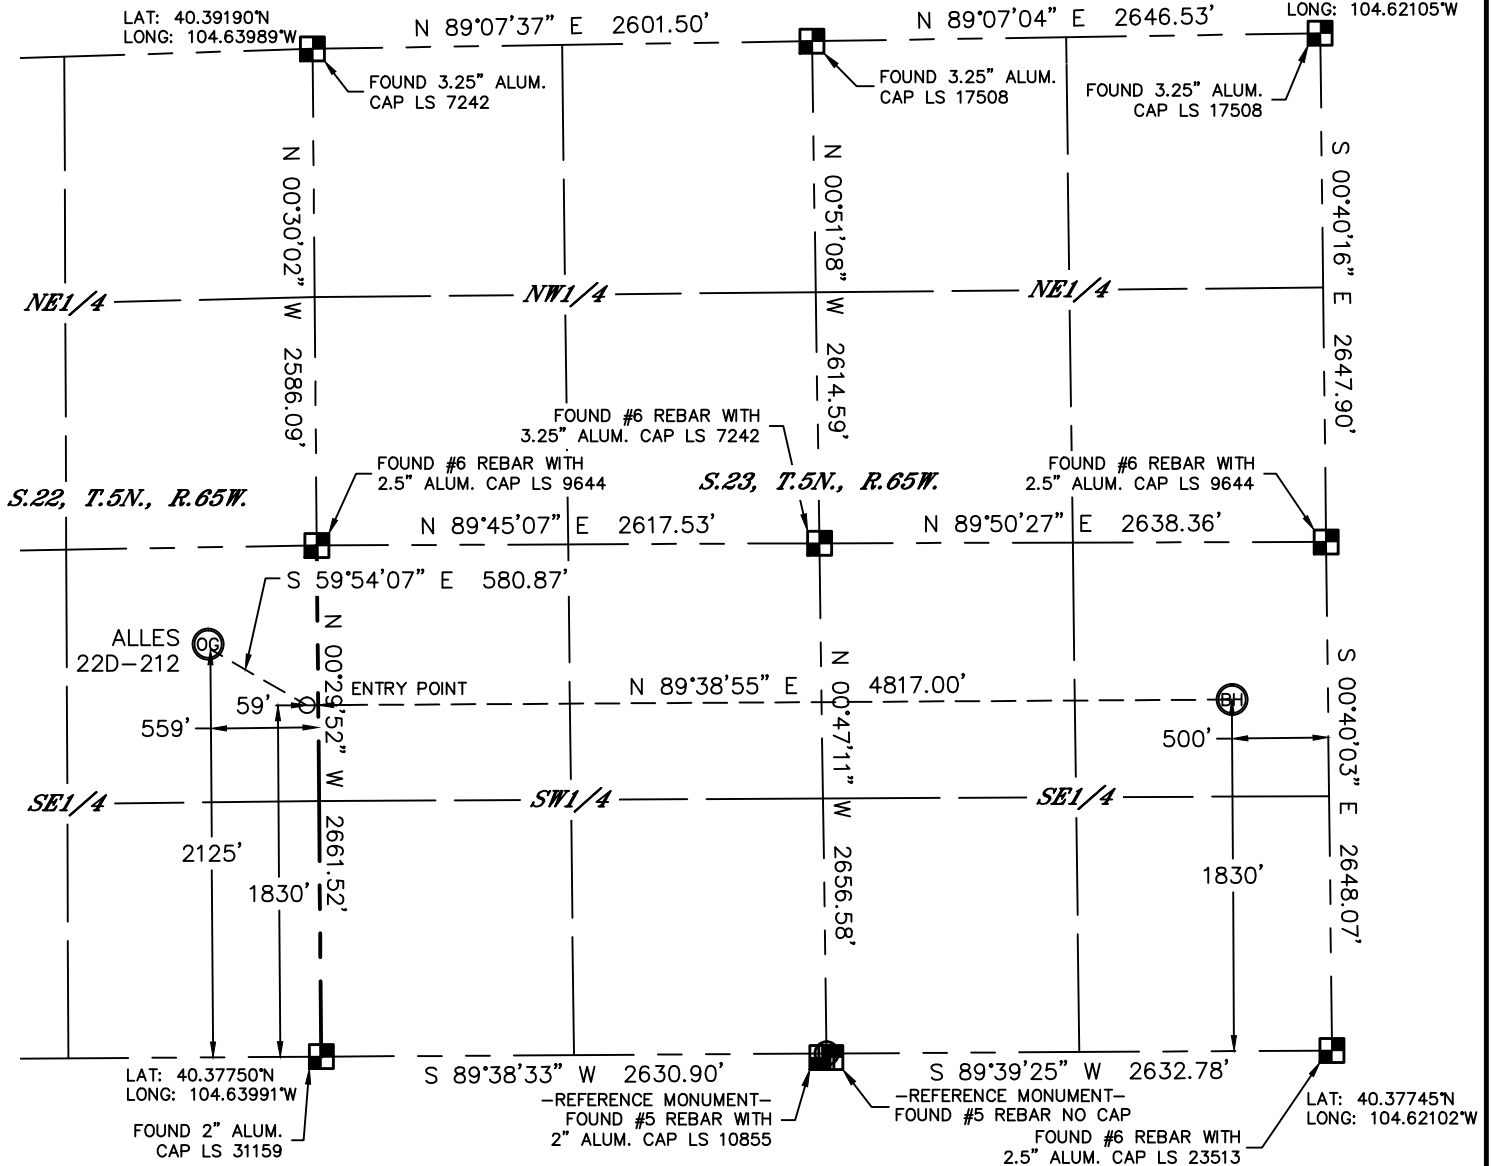 LAT: 40.39190°N
LONG: 104.63989°W
N 89°07'37" E 2601.50'
N 89°07'04" E 2646.53'
LONG: 104.62105°W
FOUND 3.25" ALUM.
CAP LS 7242
FOUND 3.25" ALUM.
CAP LS 17508
FOUND 3.25" ALUM.
CAP LS 17508
N 00°30'02" W 2586.09'
N 00°51'08" W 2614.59'
S 00°40'16" E 2647.90'
NE1/4
NW1/4
NE1/4
FOUND #6 REBAR WITH
3.25" ALUM. CAP LS 7242
FOUND #6 REBAR WITH
2.5" ALUM. CAP LS 9644
FOUND #6 REBAR WITH
2.5" ALUM. CAP LS 9644
S.22, T.5N., R.65W.
S.23, T.5N., R.65W.
N 89°45'07" E 2617.53'
N 89°50'27" E 2638.36'
S 59°54'07" E 580.87'
ALLES
22D-212
OG
N 00°29'52" W 2661.52'
ENTRY POINT
59'
559'
N 89°38'55" E 4817.00'
N 00°47'11" W 2656.58'
BH
500'
S 00°40'03" E 2648.07'
SE1/4
SW1/4
SE1/4
2125'
1830'
1830'
S 89°38'33" W 2630.90'
S 89°39'25" W 2632.78'
LAT: 40.37750°N
LONG: 104.63991°W
FOUND 2" ALUM.
CAP LS 31159
-REFERENCE MONUMENT-
FOUND #5 REBAR WITH
2" ALUM. CAP LS 10855
-REFERENCE MONUMENT-
FOUND #5 REBAR NO CAP
FOUND #6 REBAR WITH
2.5" ALUM. CAP LS 23513
LAT: 40.37745°N
LONG: 104.62102°W